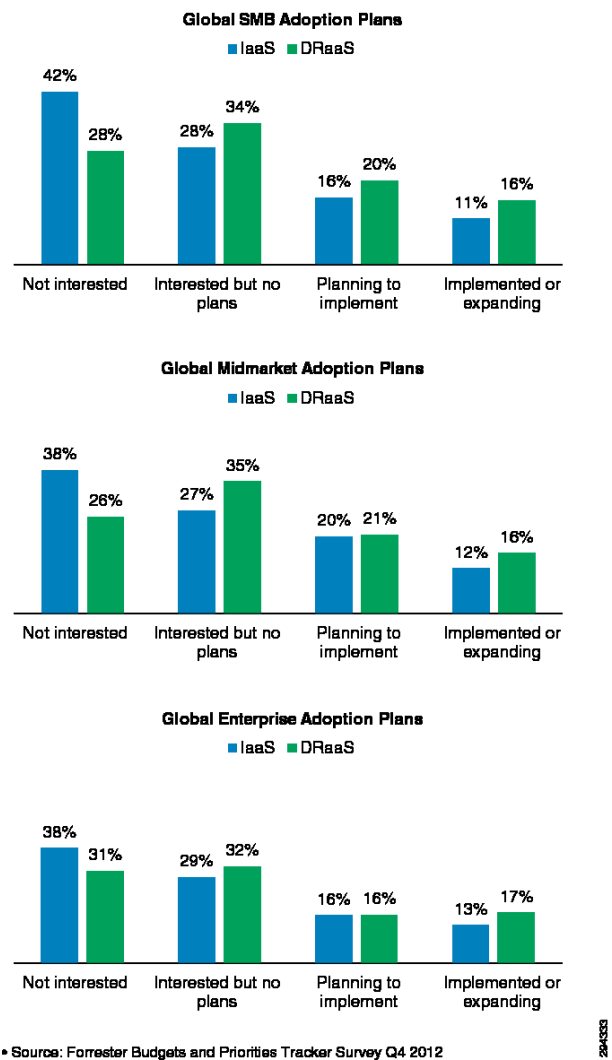 Global SMB Adoption Plans
IaaS DRaaS
42%
28%
28%
34%
16%
20%
11%
16%
Not interested
Interested but no plans
Planning to implement
Implemented or expanding
Global Midmarket Adoption Plans
IaaS DRaaS
38%
26%
27%
35%
20%
21%
12%
16%
Not interested
Interested but no plans
Planning to implement
Implemented or expanding
Global Enterprise Adoption Plans
IaaS DRaaS
38%
31%
29%
32%
16%
16%
13%
17%
Not interested
Interested but no plans
Planning to implement
Implemented or expanding
• Source: Forrester Budgets and Priorities Tracker Survey Q4 2012
294333